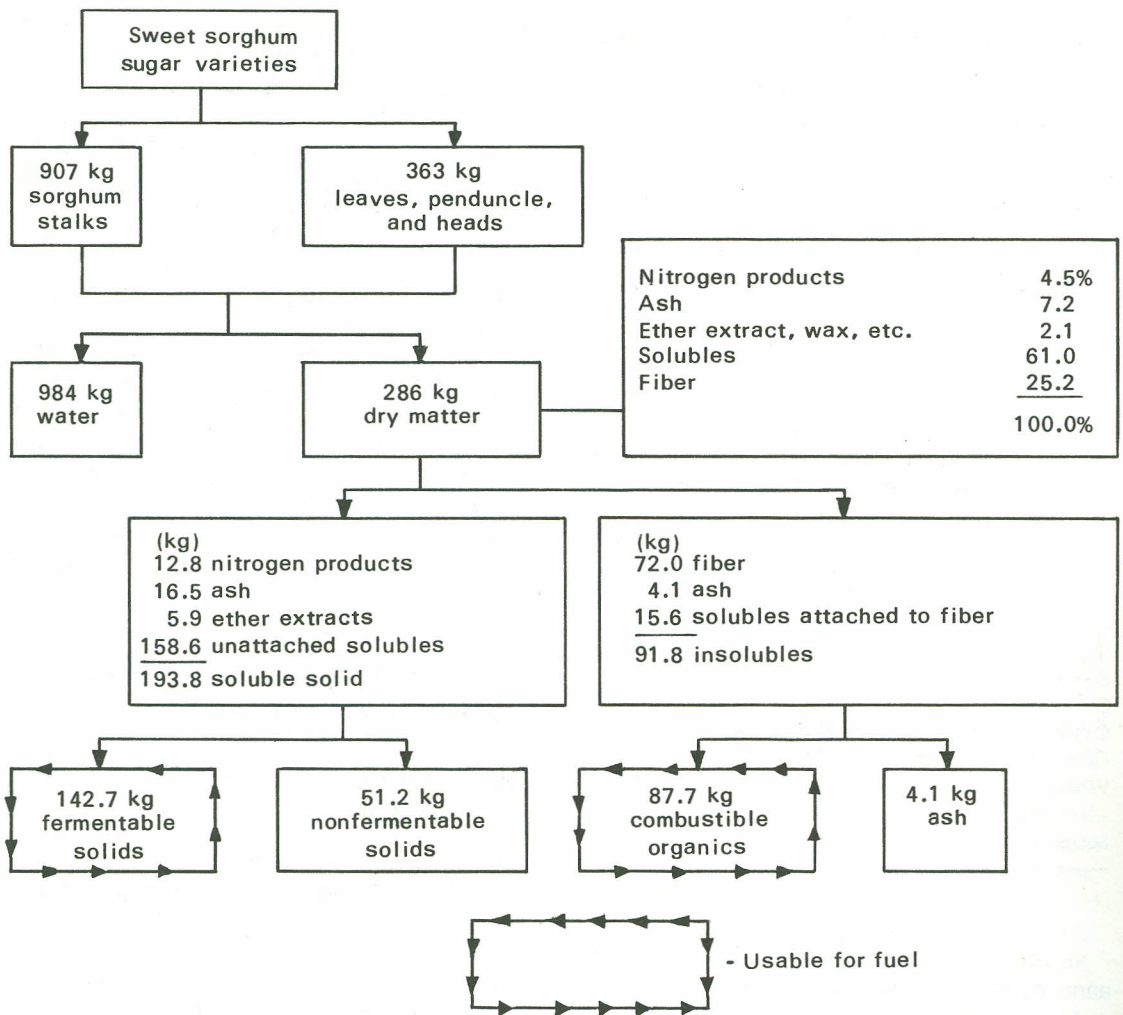 Sweet sorghum
sugar varieties
907 kg
sorghum
stalks
363 kg
leaves, penduncle,
and heads
Nitrogen products 4.5%
Ash 7.2
Ether extract, wax, etc. 2.1
Solubles 61.0
Fiber 25.2
100.0%
984 kg
water
286 kg
dry matter
(kg)
12.8 nitrogen products
16.5 ash
5.9 ether extracts
158.6 unattached solubles
193.8 soluble solid
(kg)
72.0 fiber
4.1 ash
15.6 solubles attached to fiber
91.8 insolubles
142.7 kg
fermentable
solids
51.2 kg
nonfermentable
solids
87.7 kg
combustible
organics
4.1 kg
ash
- Usable for fuel